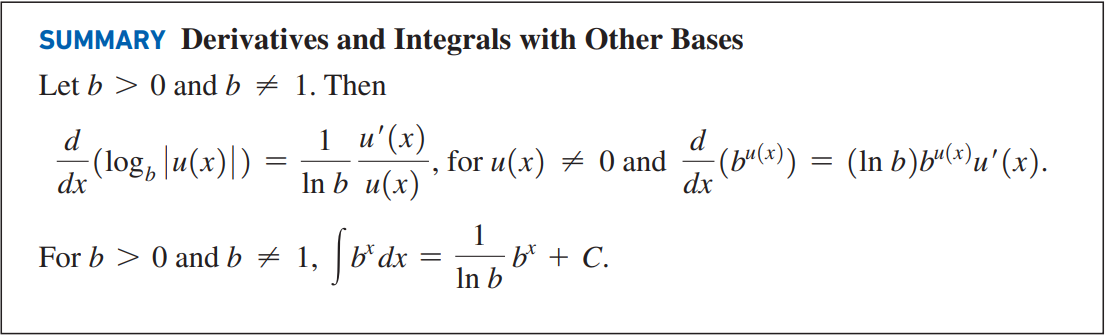 SUMMARY Derivatives and Integrals with Other Bases
Let b > 0 and b ≠ 1. Then
d/dx (log_b |u(x)|) = 1/ln b u′(x)/u(x), for u(x) ≠ 0 and d/dx (b^{u(x)}) = (ln b)b^{u(x)}u′(x).
For b > 0 and b ≠ 1, ∫ b^x dx = 1/ln b b^x + C.